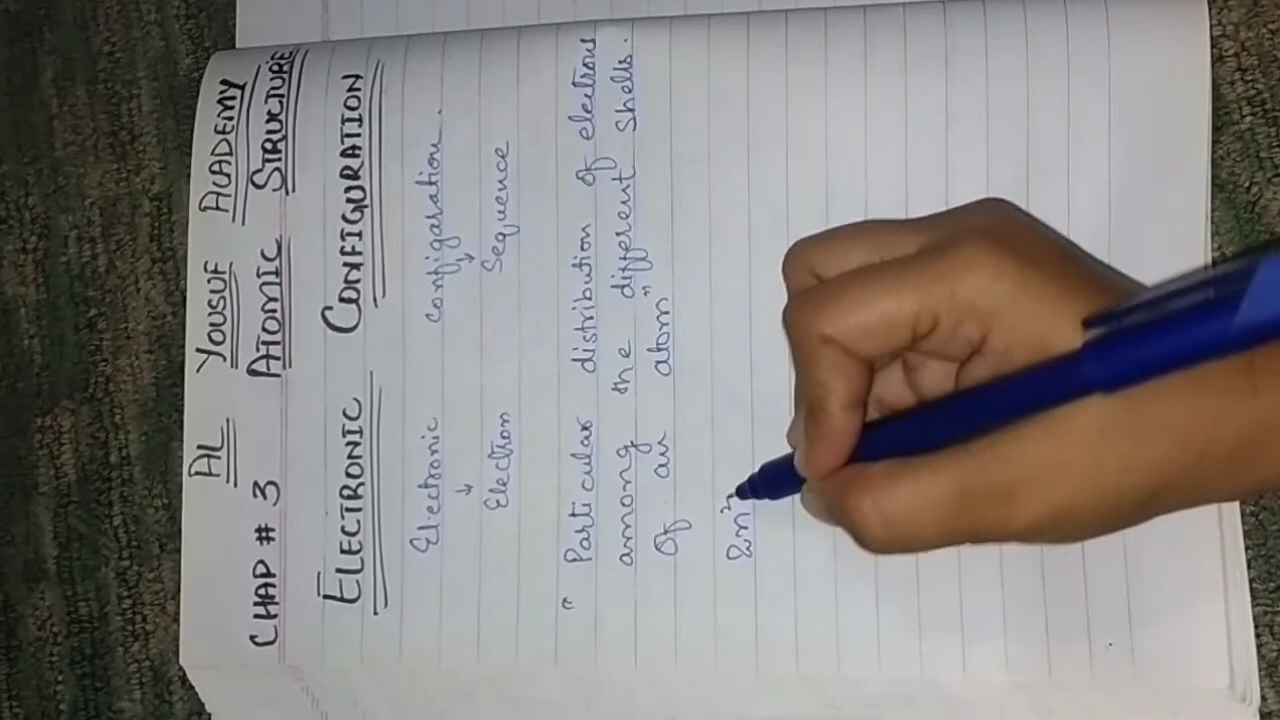 AL YOUSUF ACADEMY
CHAP # 3 ATOMIC STRUCTURE
ELECTRONIC CONFIGURATION
Electronic configaration.
↓ ↓
Electron Sequence
" Particular distribution of electrons
among the different shells.
Of an atom"
2n²